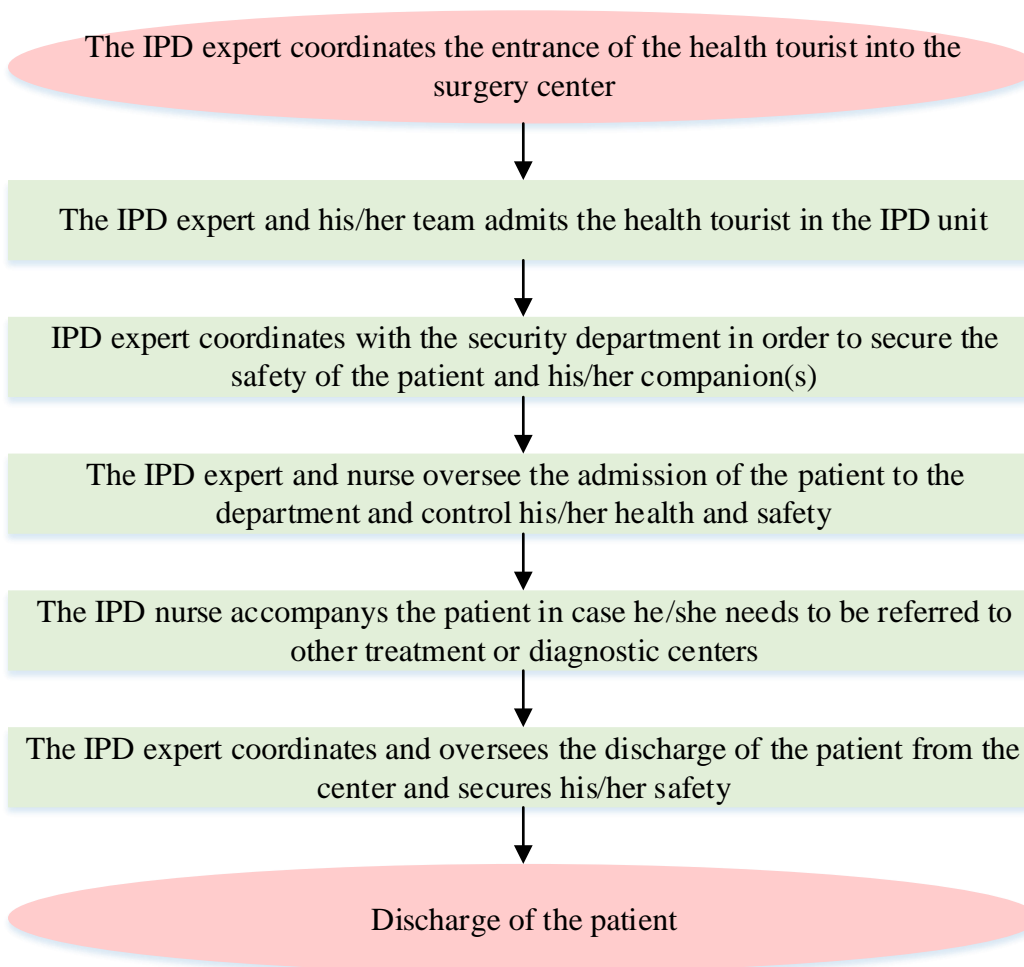 The IPD expert coordinates the entrance of the health tourist into the
surgery center
The IPD expert and his/her team admits the health tourist in the IPD unit
IPD expert coordinates with the security department in order to secure the
safety of the patient and his/her companion(s)
The IPD expert and nurse oversee the admission of the patient to the
department and control his/her health and safety
The IPD nurse accompanys the patient in case he/she needs to be referred to
other treatment or diagnostic centers
The IPD expert coordinates and oversees the discharge of the patient from the
center and secures his/her safety
Discharge of the patient